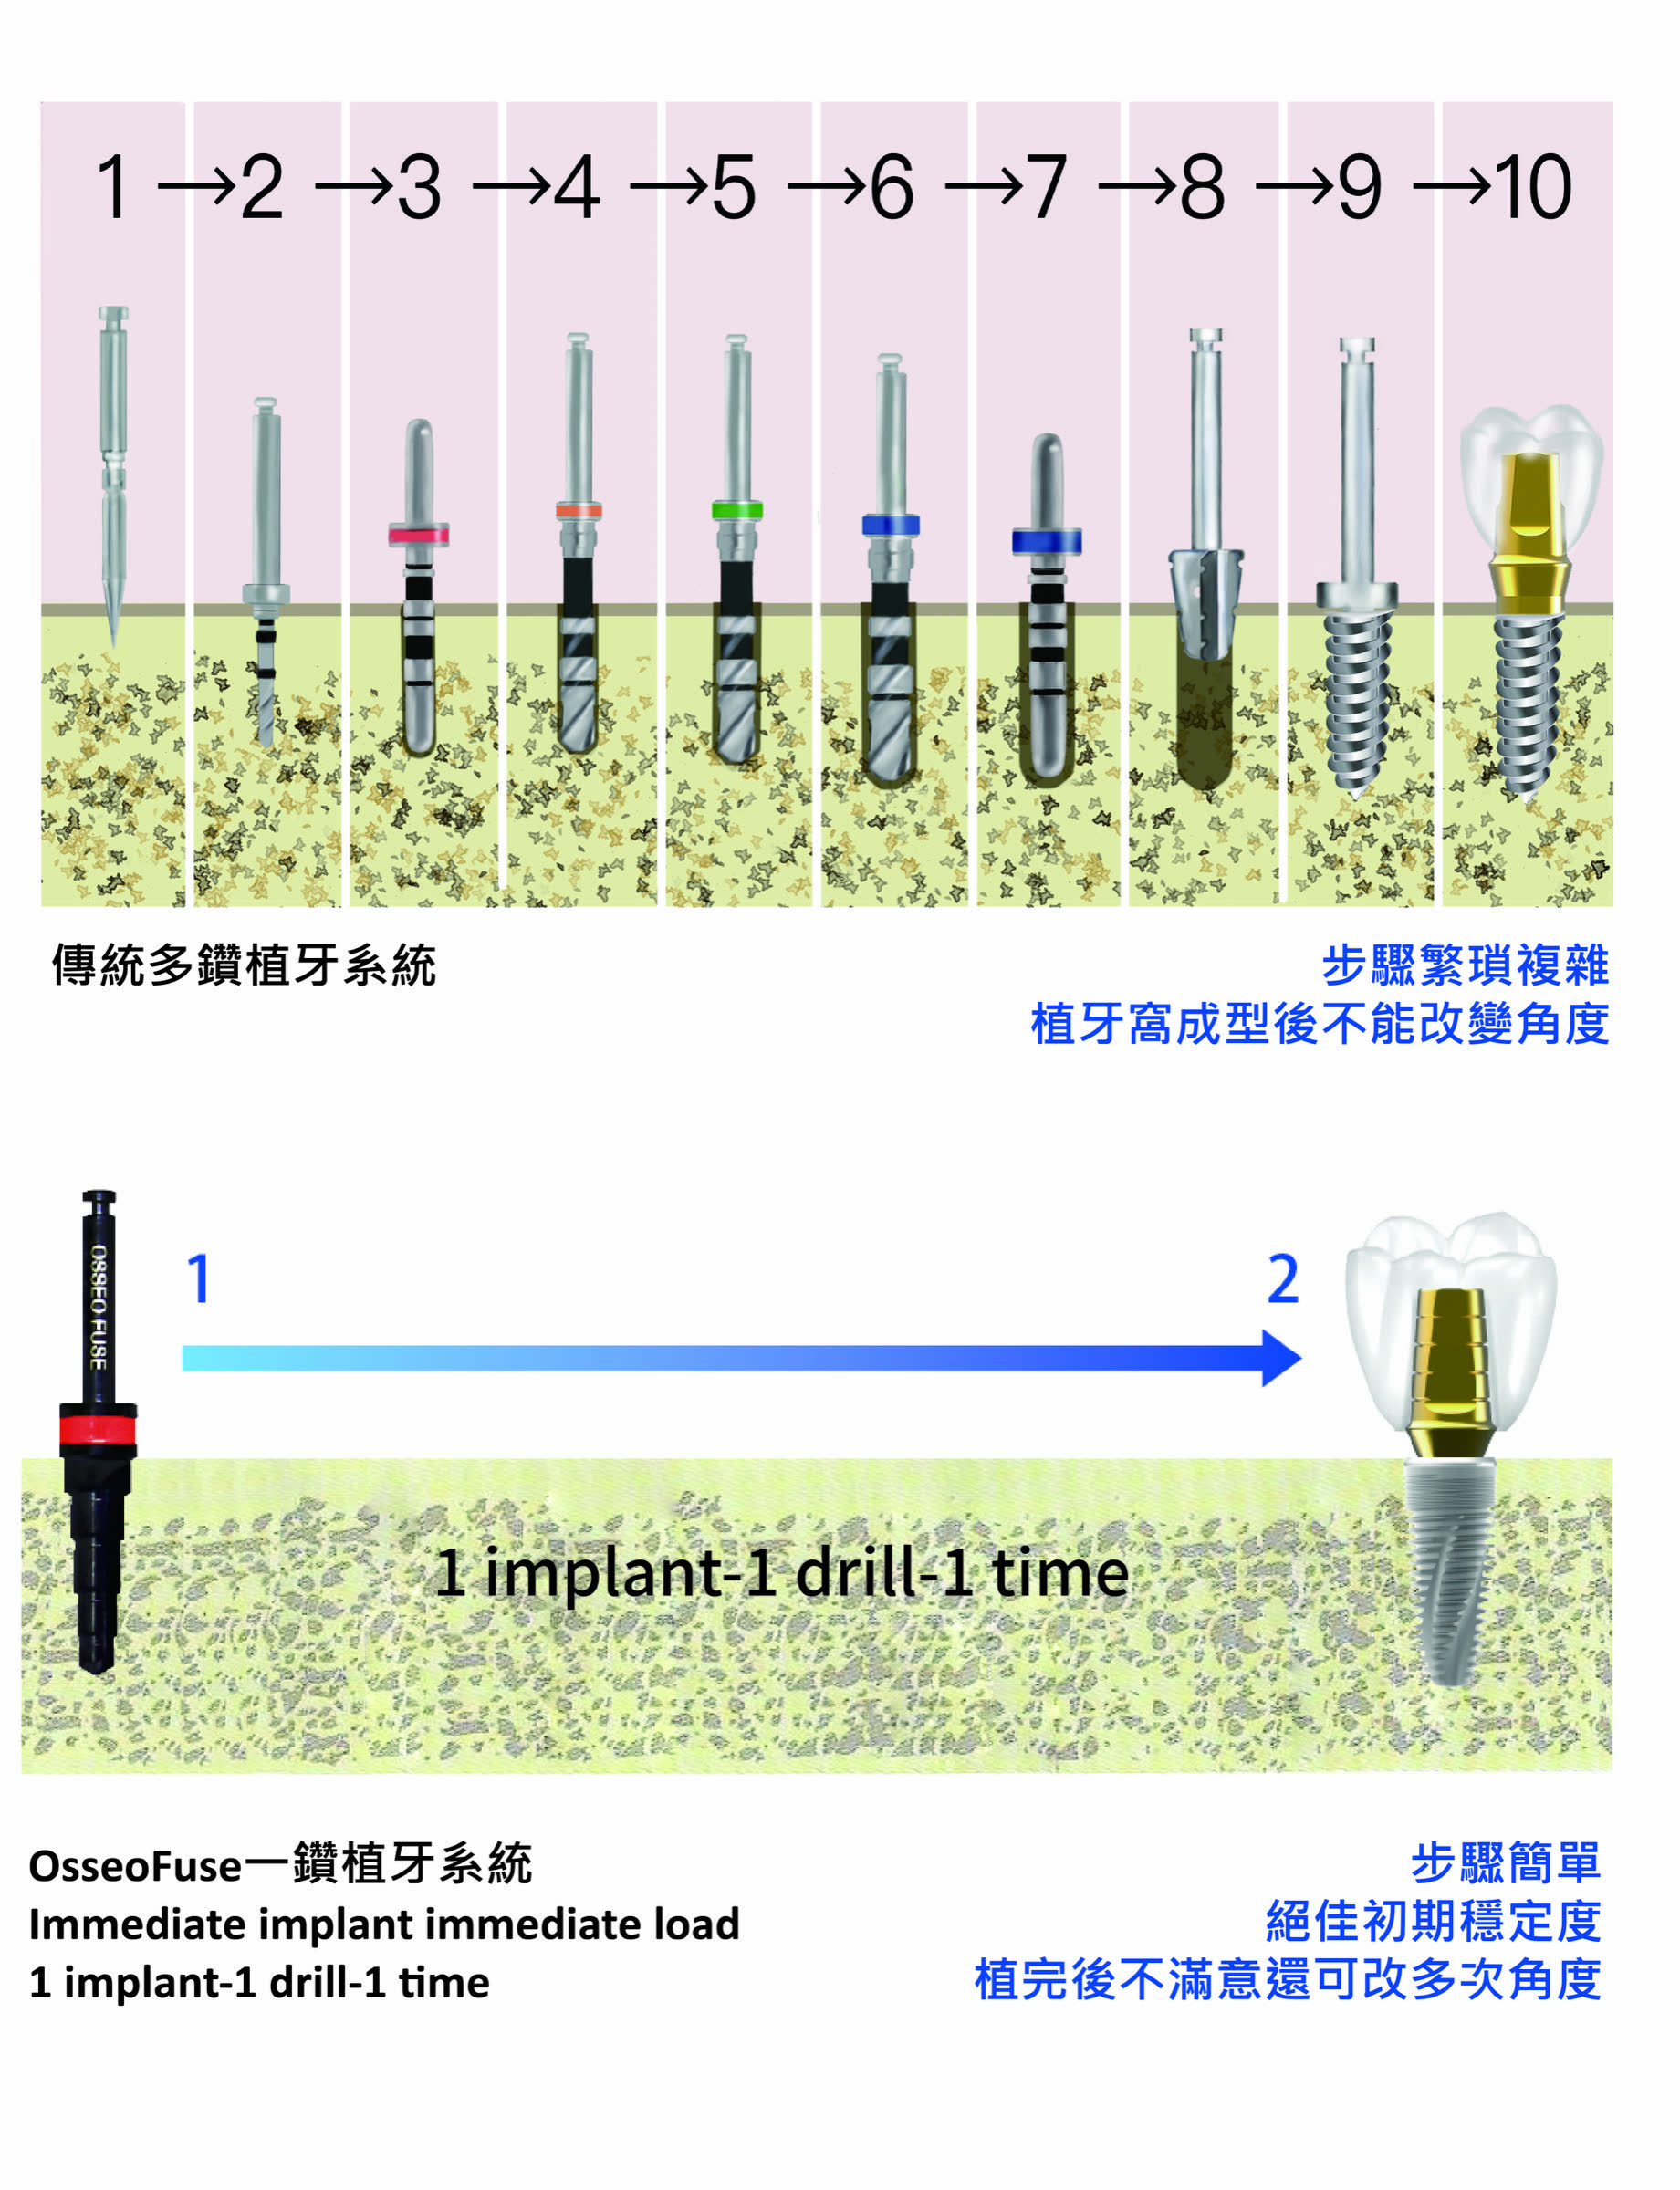 1→2→3→4→5→6→7→8→9→10
傳統多鑽植牙系統
步驟繁瑣複雜
植牙窩成型後不能改變角度
OSSEO FUSE
1
2
1 implant-1 drill-1 time
OsseoFuse一鑽植牙系統
Immediate implant immediate load
1 implant-1 drill-1 time
步驟簡單
絕佳初期穩定度
植完後不滿意還可改多次角度